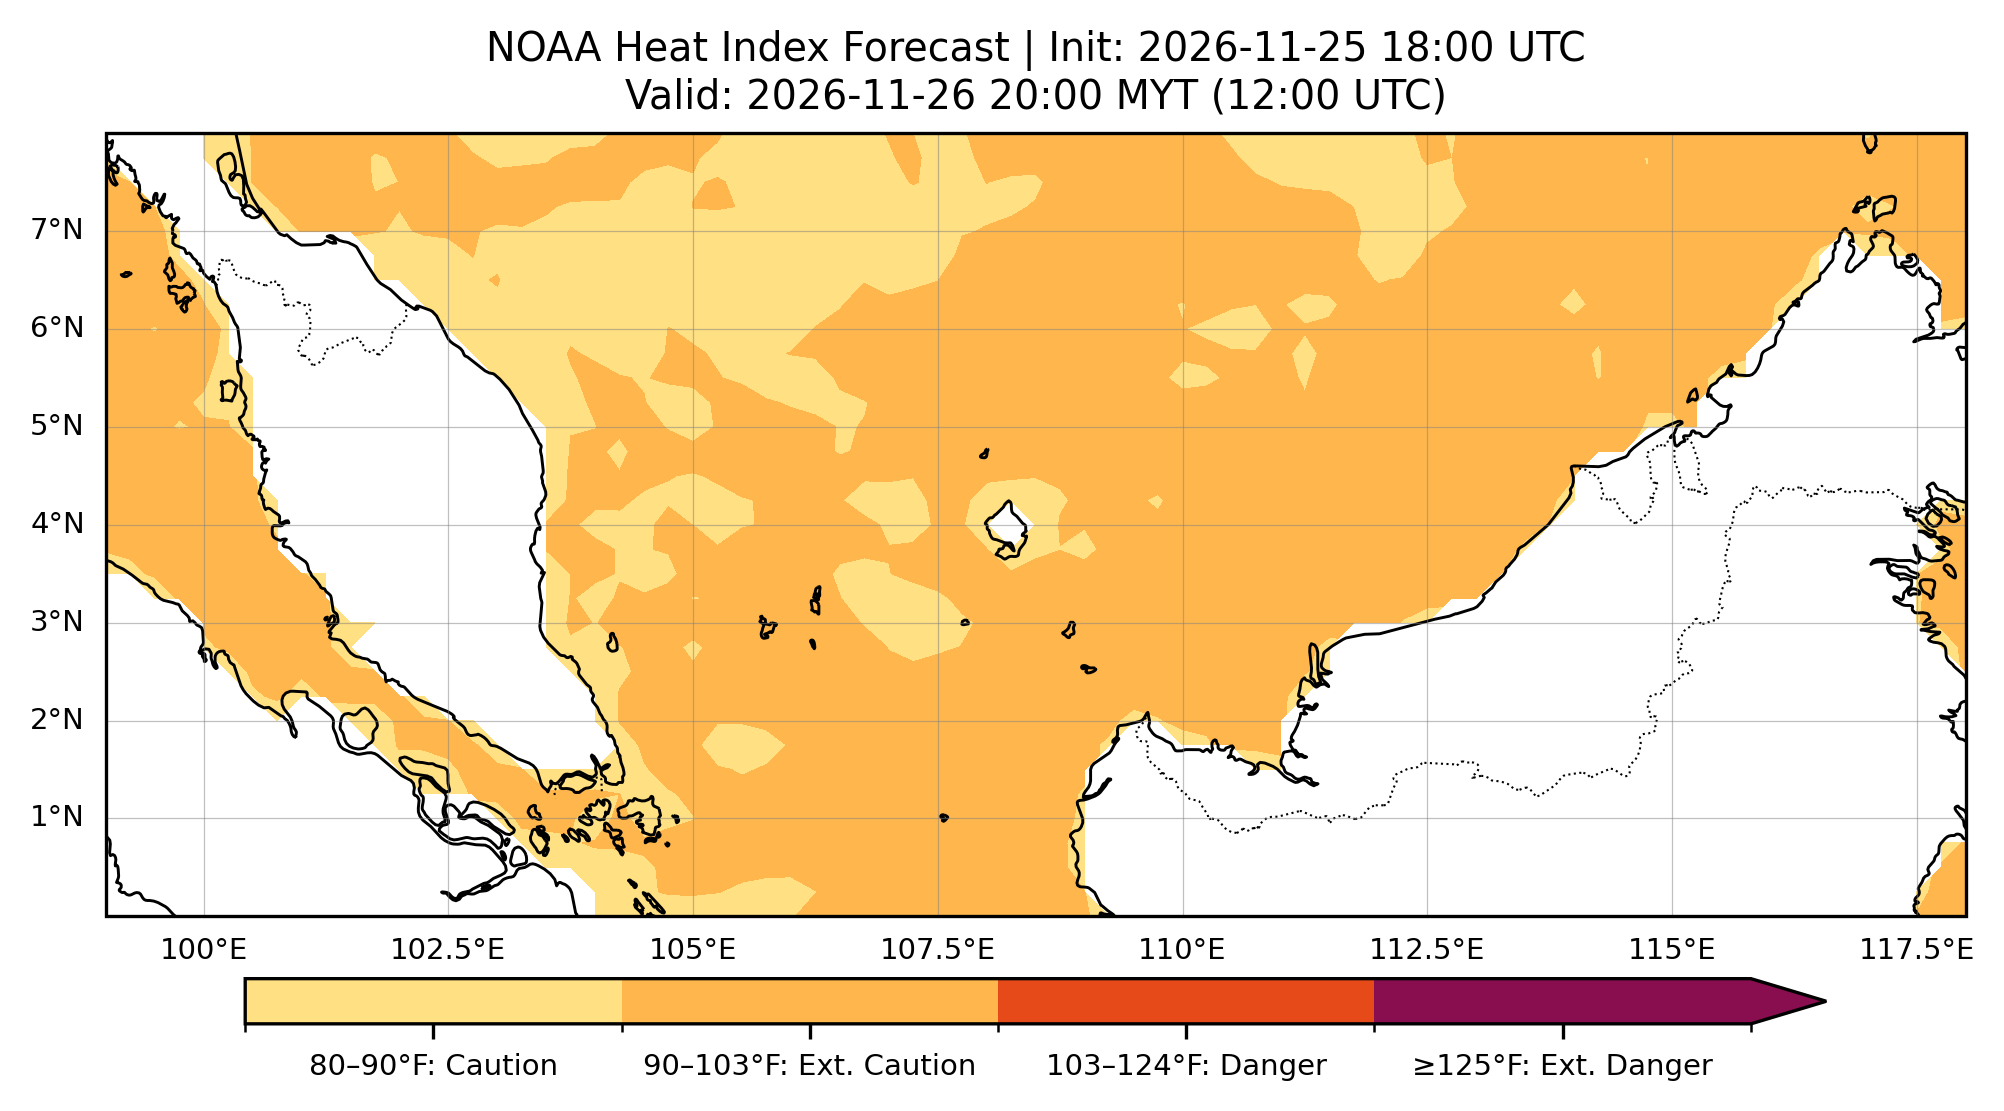 NOAA Heat Index Forecast | Init: 2026-11-25 18:00 UTC
Valid: 2026-11-26 20:00 MYT (12:00 UTC)
7°N
6°N
5°N
4°N
3°N
2°N
1°N
100°E
102.5°E
105°E
107.5°E
110°E
112.5°E
115°E
117.5°E
80–90°F: Caution
90–103°F: Ext. Caution
103–124°F: Danger
≥125°F: Ext. Danger